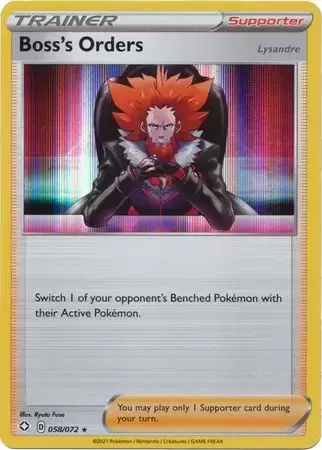 TRAINER
Supporter
Boss's Orders
Lysandre
Switch 1 of your opponent's Benched Pokémon with
their Active Pokémon.
Illus. Ryuta Fuse
D 058/072 ★
You may play only 1 Supporter card during
your turn.
©2021 Pokémon / Nintendo / Creatures / GAME FREAK